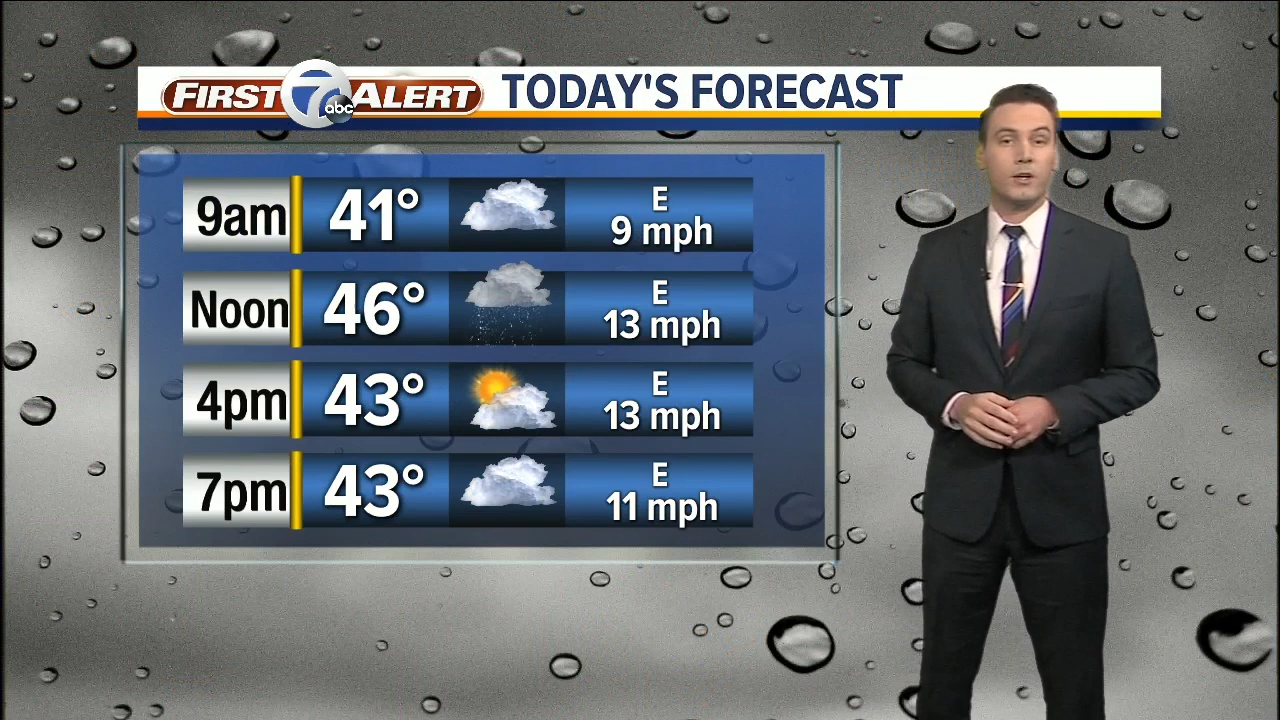 FIRST 7 abc ALERT TODAY'S FORECAST
9am 41° E
9 mph
Noon 46° E
13 mph
4pm 43° E
13 mph
7pm 43° E
11 mph